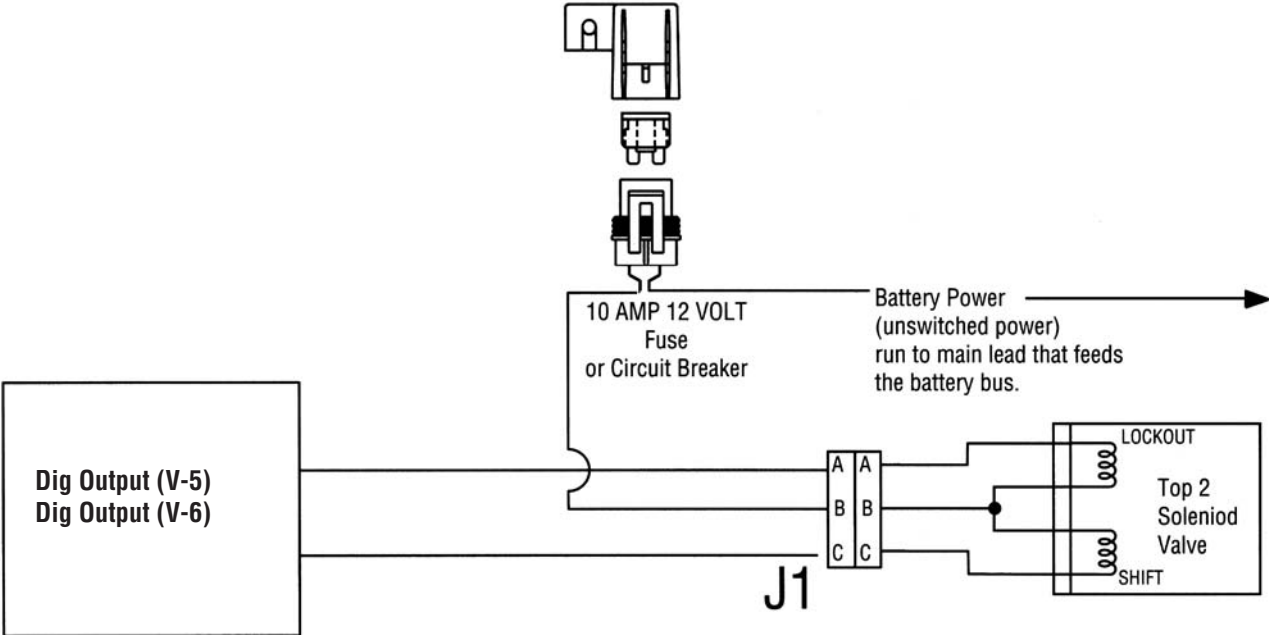 10 AMP 12 VOLT
Fuse
or Circuit Breaker
Battery Power
(unswitched power)
run to main lead that feeds
the battery bus.
Dig Output (V-5)
Dig Output (V-6)
A A
B B
C C
J1
LOCKOUT
Top 2
Soleniod
Valve
SHIFT